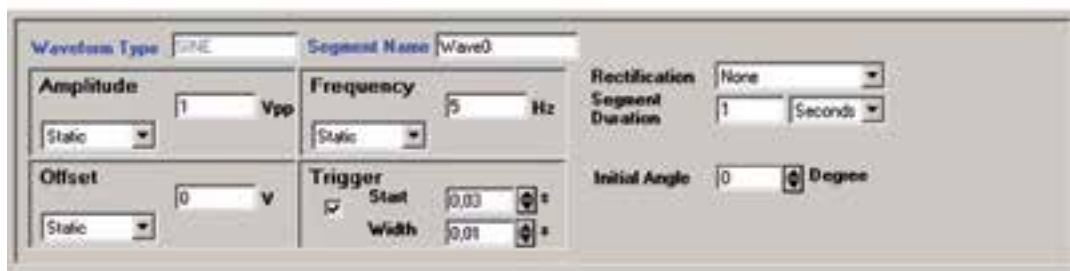 Waveform Type SINE Segment Name Wave0
Amplitude
1 Vpp
Static
Frequency
5 Hz
Static
Rectification None
Segment Duration 1 Seconds
Offset
0 V
Static
Trigger
Start 0,03 s
Width 0,01 s
Initial Angle 0 Degree